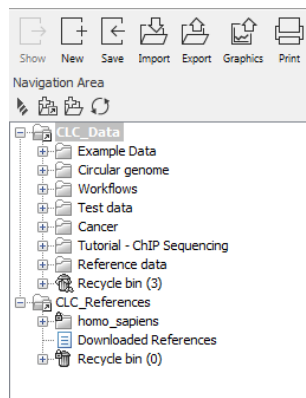 Show New Save Import Export Graphics Print
Navigation Area
CLC_Data
Example Data
Circular genome
Workflows
Test data
Cancer
Tutorial - ChIP Sequencing
Reference data
Recycle bin (3)
CLC_References
homo_sapiens
Downloaded References
Recycle bin (0)